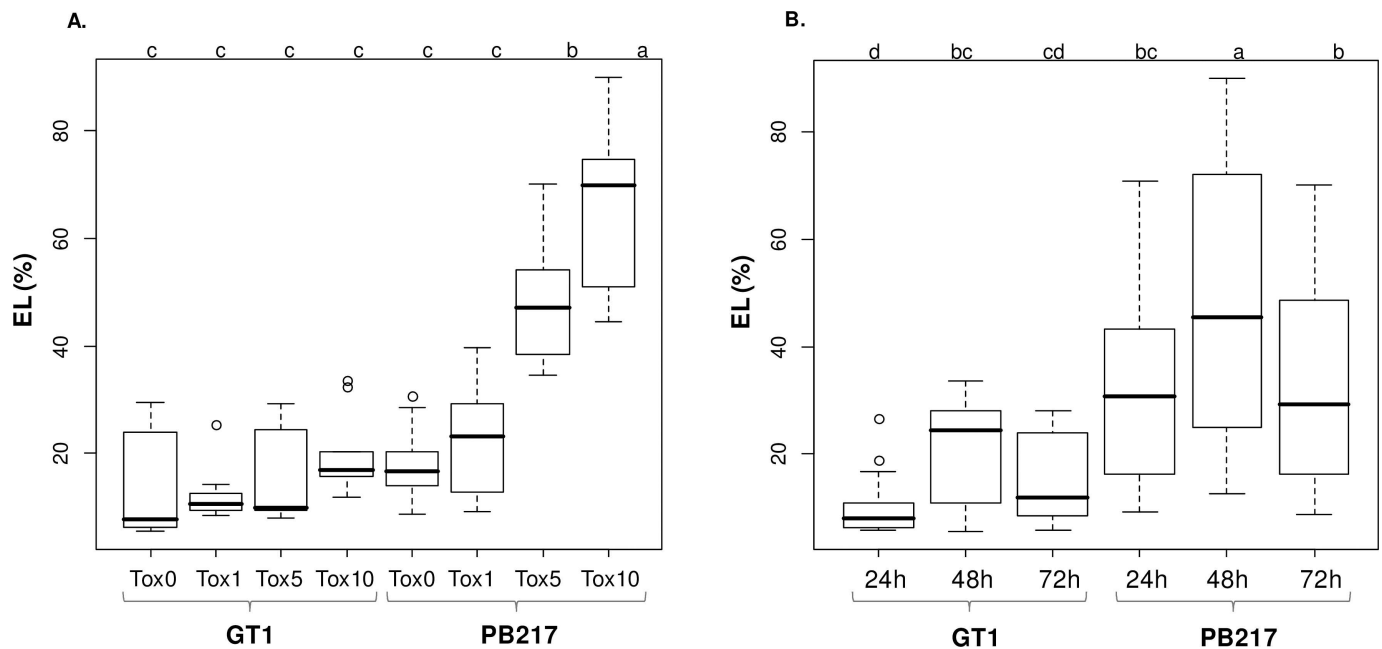 A.
c c c c c c b a
EL (%)
80
60
40
20
Tox0 Tox1 Tox5 Tox10 Tox0 Tox1 Tox5 Tox10
GT1 PB217
B.
d bc cd bc a b
EL (%)
80
60
40
20
24h 48h 72h 24h 48h 72h
GT1 PB217